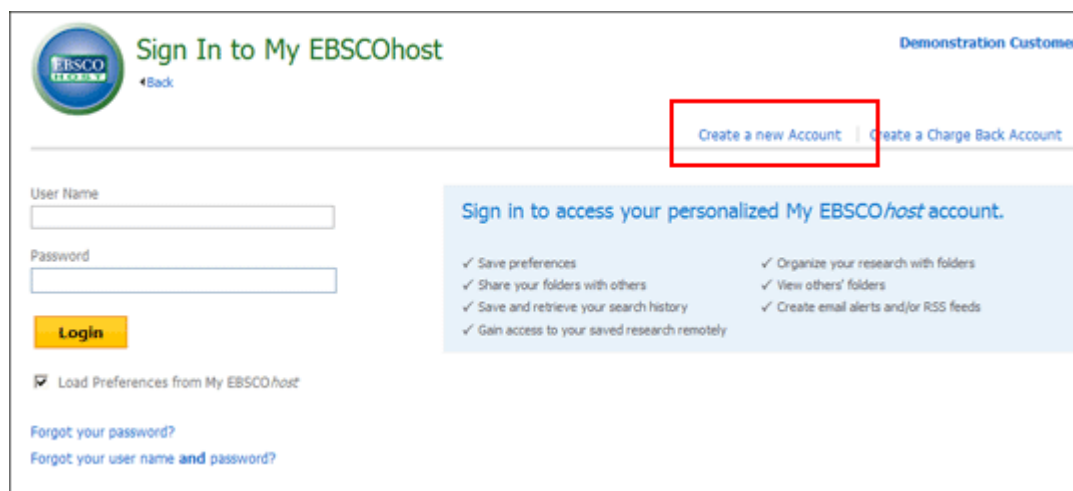 EBSCO
HOST
Sign In to My EBSCOhost
Demonstration Customer
Back
Create a new Account
Create a Charge Back Account
User Name
Sign in to access your personalized My EBSCOhost account.
Password
✓ Save preferences
✓ Organize your research with folders
✓ Share your folders with others
✓ View others' folders
✓ Save and retrieve your search history
✓ Create email alerts and/or RSS feeds
✓ Gain access to your saved research remotely
Login
Load Preferences from My EBSCOhost
Forgot your password?
Forgot your user name and password?